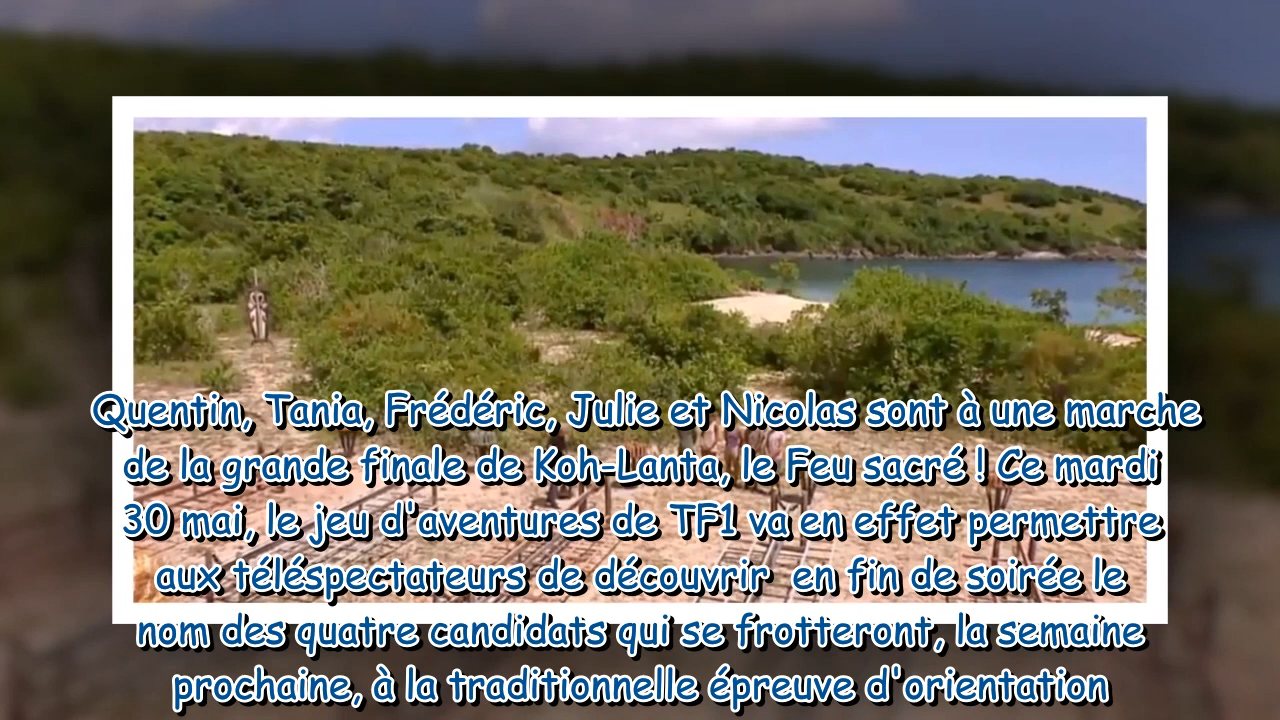 Quentin, Tania, Frédéric, Julie et Nicolas sont à une marche
de la grande finale de Koh-Lanta, le Feu sacré ! Ce mardi
30 mai, le jeu d'aventures de TF1 va en effet permettre
aux téléspectateurs de découvrir  en fin de soirée le
nom des quatre candidats qui se frotteront, la semaine
prochaine, à la traditionnelle épreuve d'orientation